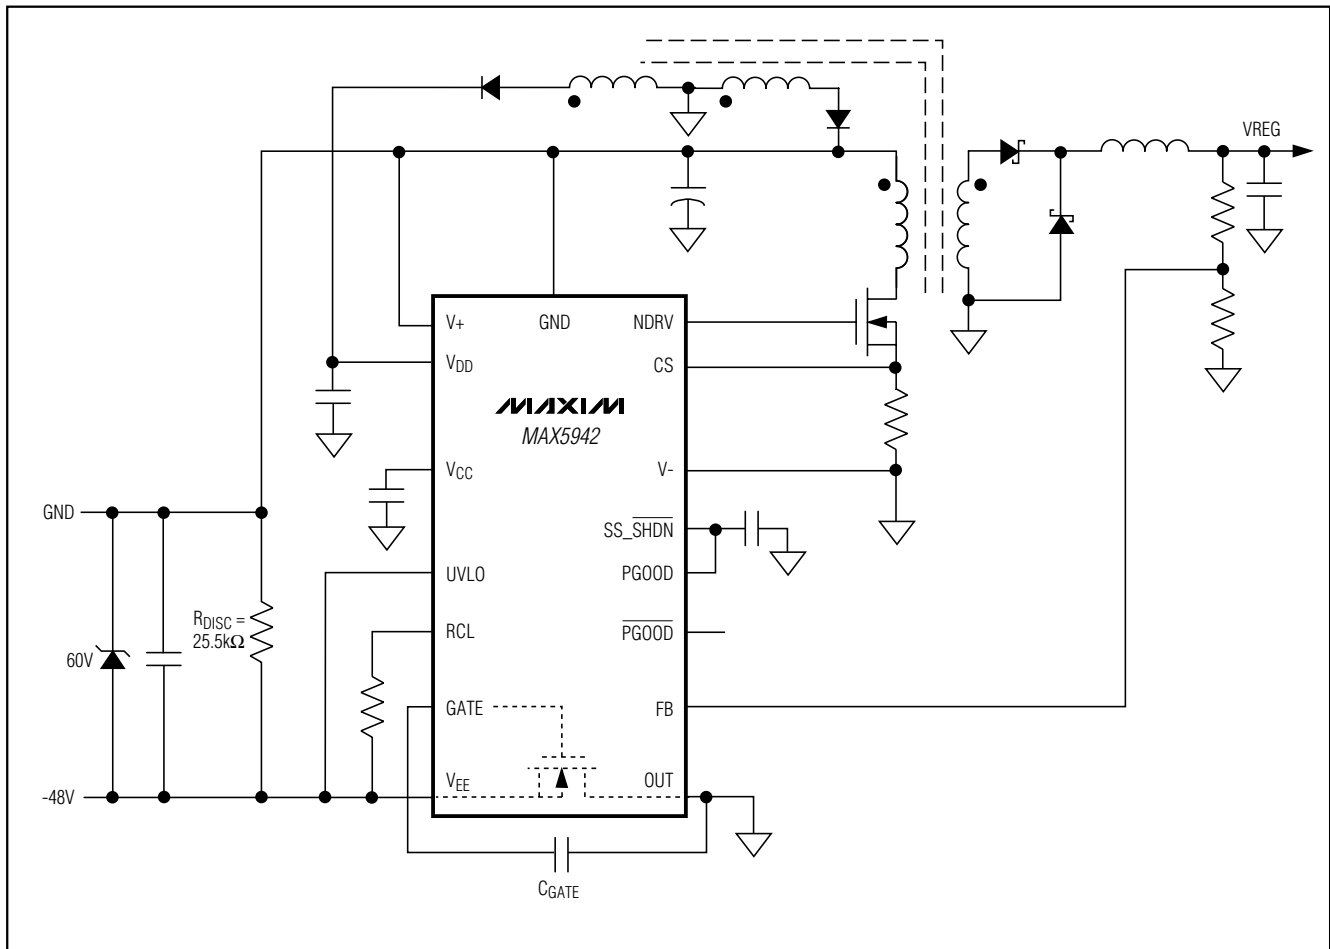 VREG
V+
GND
NDRV
VDD
CS
MAXIM
MAX5942
VCC
V-
GND
SS_SHDN
PGOOD
UVLO
RDISC =
25.5kΩ
RCL
PGOOD
60V
GATE
FB
VEE
OUT
-48V
CGATE